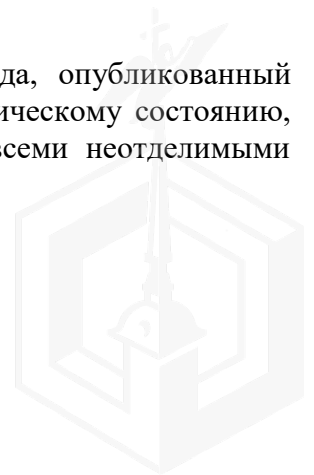 да, опубликованный
ическому состоянию,
всеми неотделимыми